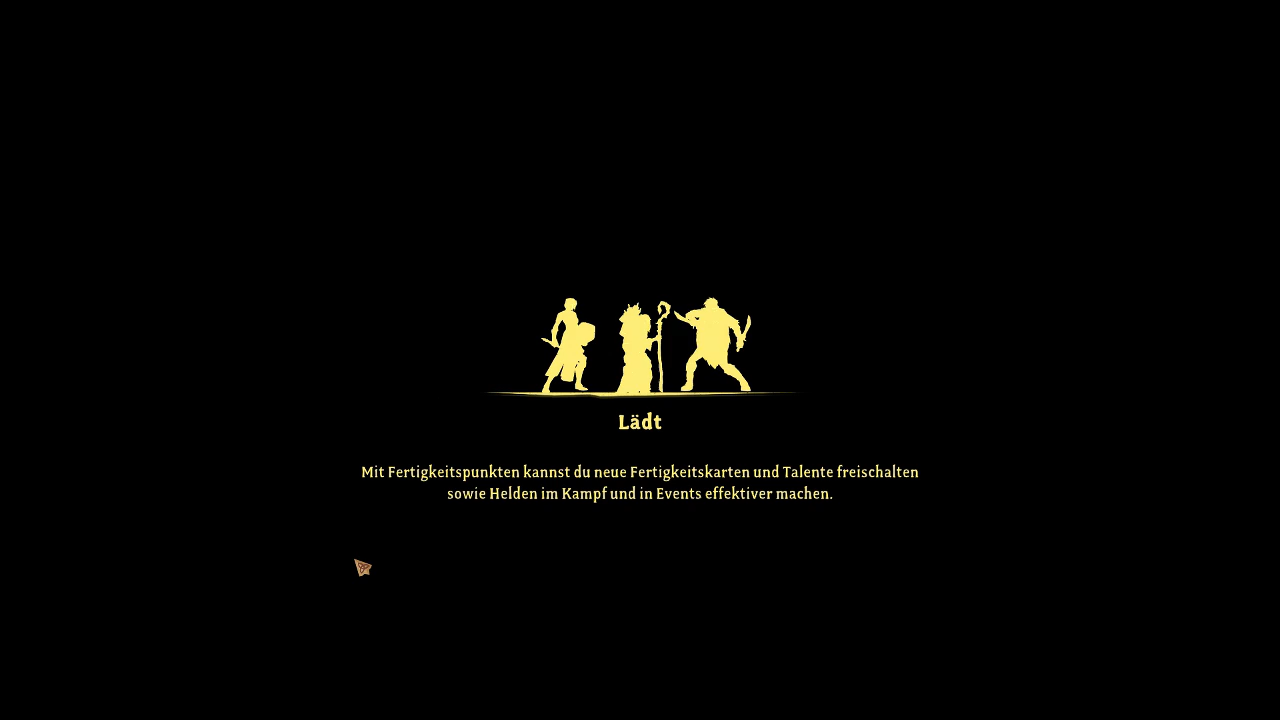 Lädt
Mit Fertigkeitspunkten kannst du neue Fertigkeitskarten und Talente freischalten
sowie Helden im Kampf und in Events effektiver machen.